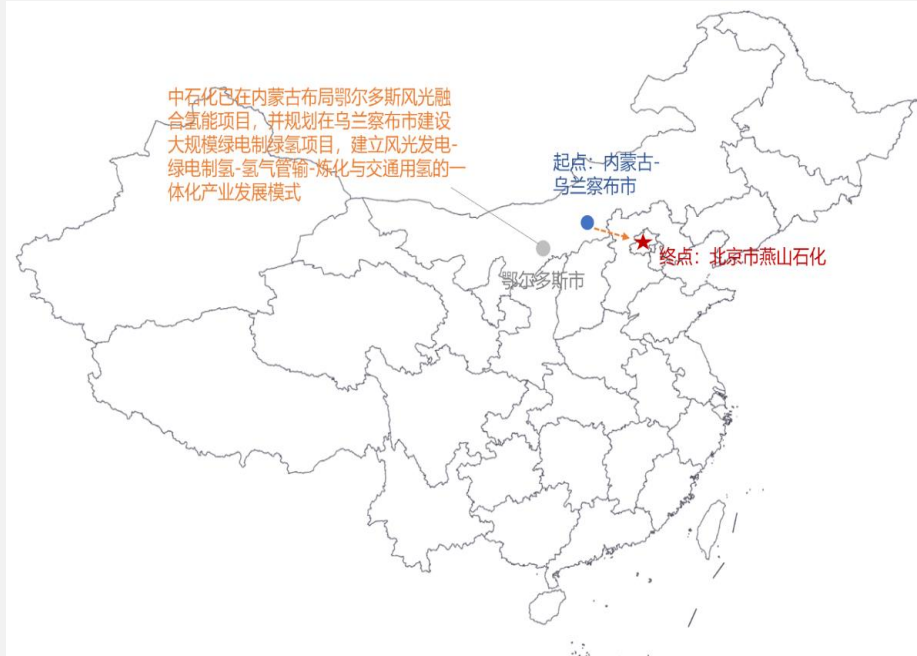 中石化已在内蒙古布局鄂尔多斯风光融
合氢能项目，并规划在乌兰察布市建设
大规模绿电制绿氢项目，建立风光发电-
绿电制氢-氢气管输-炼化与交通用氢的一
体化产业发展模式
起点：内蒙古-
乌兰察布市
终点：北京市燕山石化
鄂尔多斯市